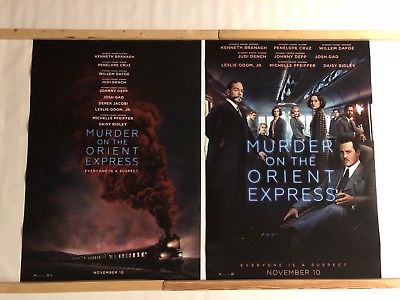 KENNETH BRANAGH
PENÉLOPE CRUZ
WILLEM DAFOE
JUDI DENCH
JOHNNY DEPP
JOSH GAD
DEREK JACOBI
LESLIE ODOM, JR.
MICHELLE PFEIFFER
DAISY RIDLEY
MURDER
ON THE
ORIENT
EXPRESS
EVERYONE IS A SUSPECT
NOVEMBER 10
KENNETH BRANAGH PENÉLOPE CRUZ WILLEM DAFOE
JUDI DENCH JOHNNY DEPP JOSH GAD
LESLIE ODOM, JR. MICHELLE PFEIFFER DAISY RIDLEY
MURDER
ON THE
ORIENT
EXPRESS
EVERYONE IS A SUSPECT
NOVEMBER 10